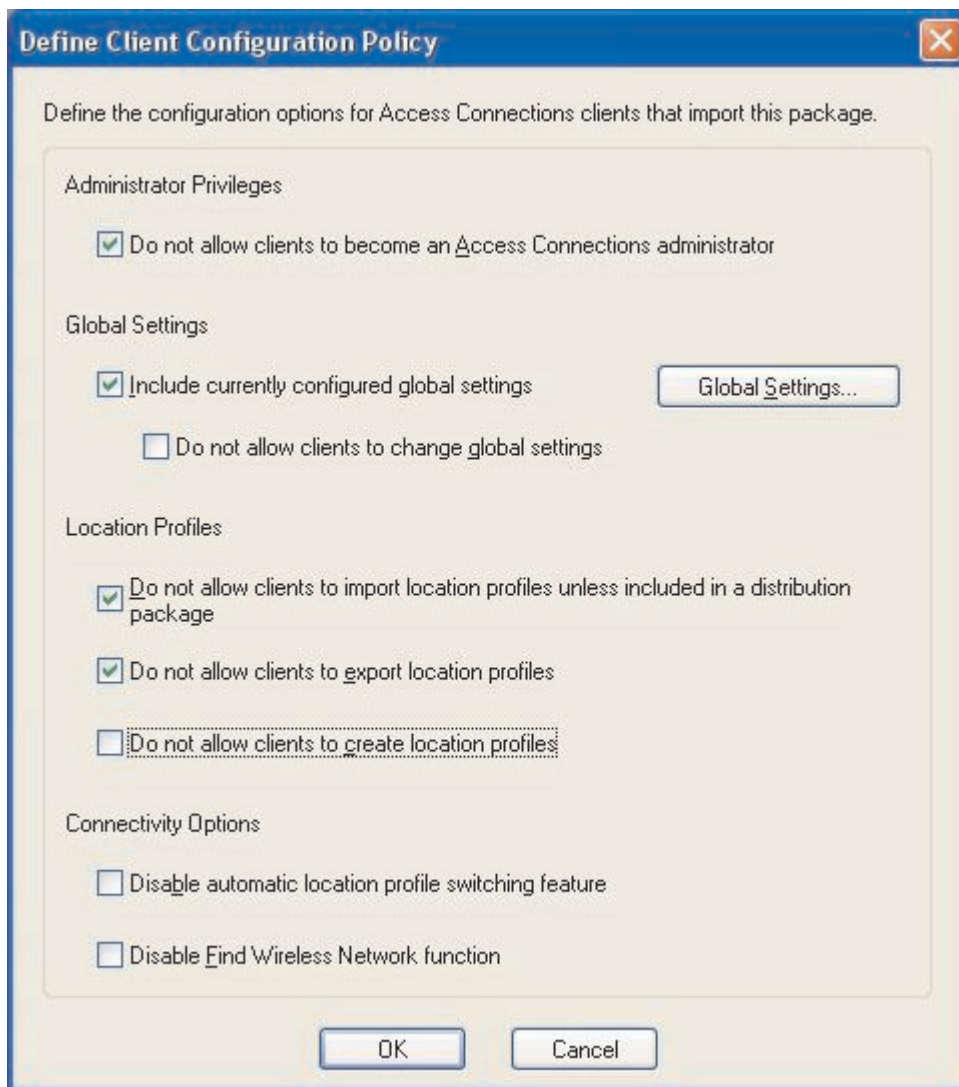 Define Client Configuration Policy
Define the configuration options for Access Connections clients that import this package.
Administrator Privileges
Do not allow clients to become an Access Connections administrator
Global Settings
Include currently configured global settings
Global Settings...
Do not allow clients to change global settings
Location Profiles
Do not allow clients to import location profiles unless included in a distribution
package
Do not allow clients to export location profiles
Do not allow clients to create location profiles
Connectivity Options
Disable automatic location profile switching feature
Disable Find Wireless Network function
OK
Cancel